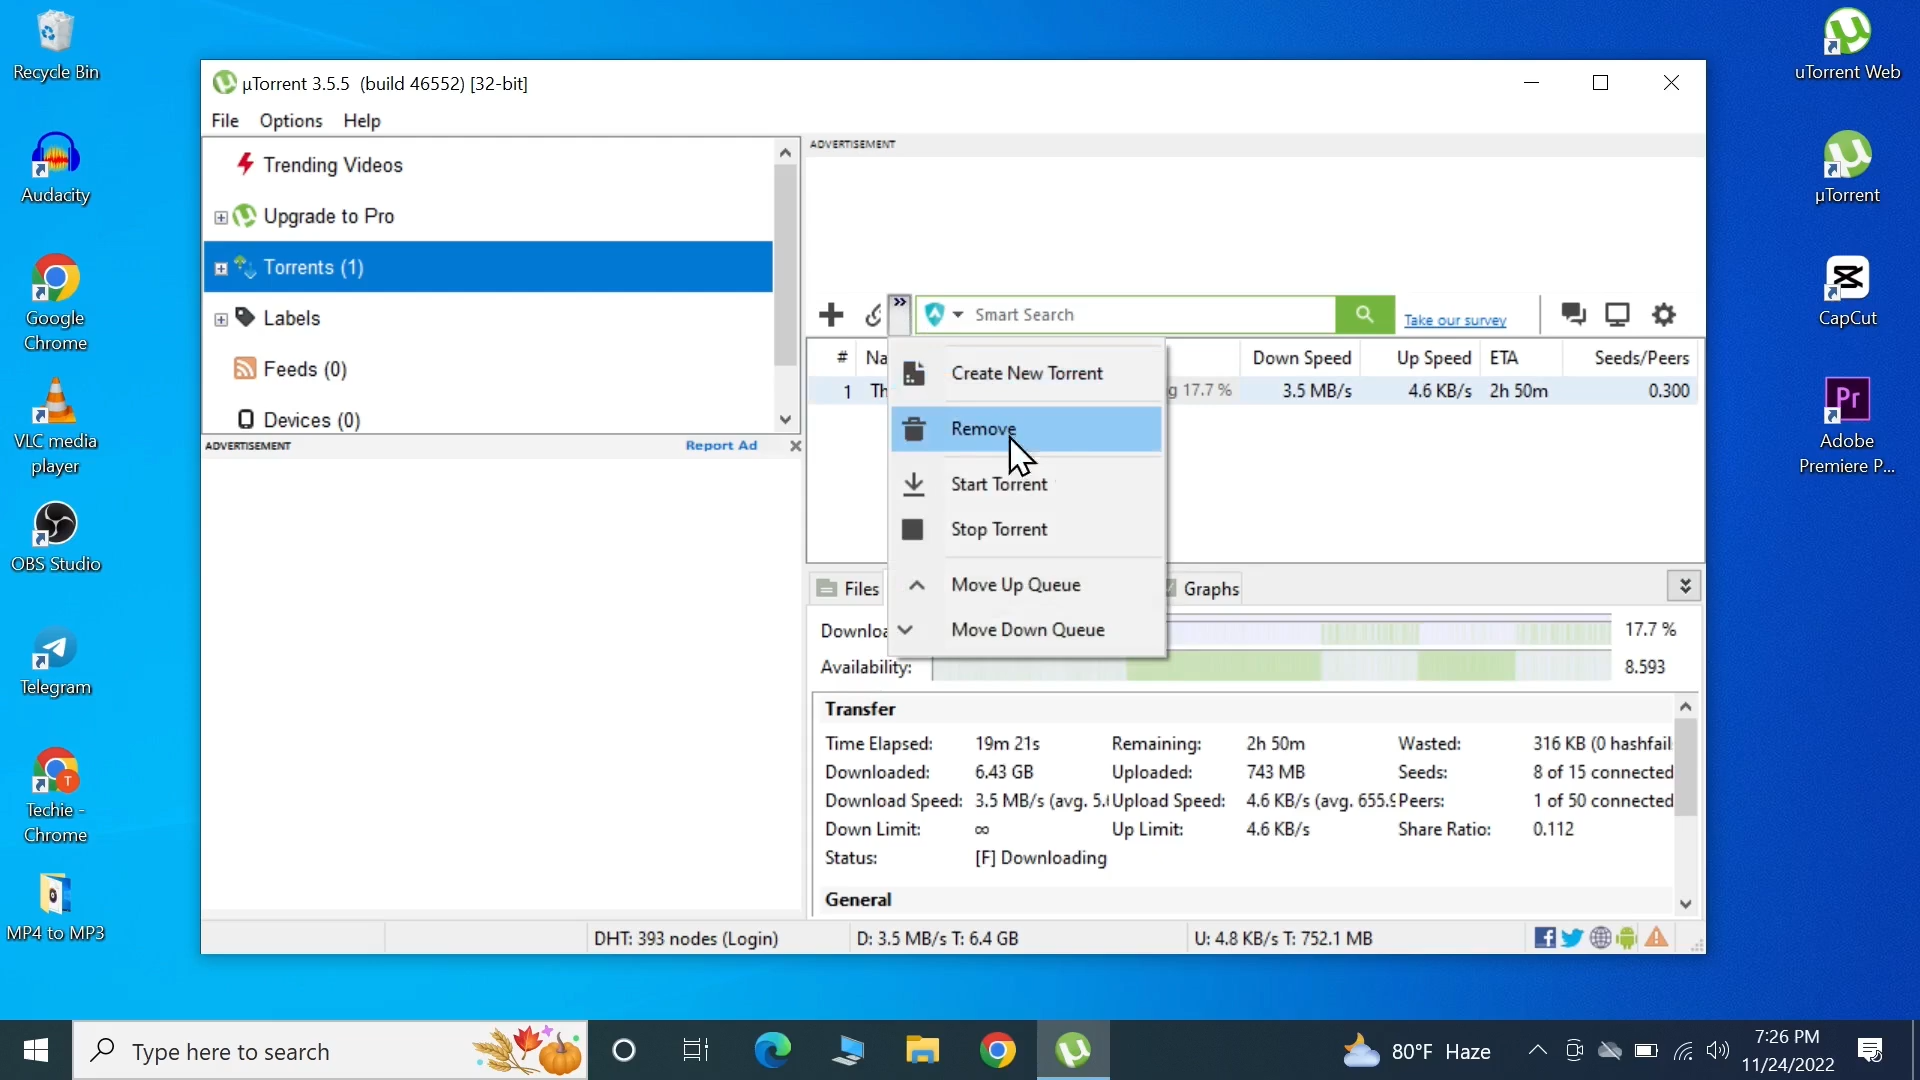 Recycle Bin
Audacity
Google
Chrome
VLC media
player
OBS Studio
Telegram
T
Techie -
Chrome
MP4 to MP3
uTorrent Web
µTorrent
CapCut
Pr
Adobe
Premiere P...
µTorrent 3.5.5 (build 46552) [32-bit]
File Options Help
Trending Videos
Upgrade to Pro
Torrents (1)
Labels
Feeds (0)
Devices (0)
ADVERTISEMENT Report Ad
ADVERTISEMENT
Smart Search
Take our survey
# Na Down Speed Up Speed ETA Seeds/Peers
1 Th g 17.7 % 3.5 MB/s 4.6 KB/s 2h 50m 0.300
Create New Torrent
Remove
Start Torrent
Stop Torrent
Move Up Queue
Move Down Queue
Files Graphs
Downloa 17.7 %
Availability: 8.593
Transfer
Time Elapsed: 19m 21s Remaining: 2h 50m Wasted: 316 KB (0 hashfail
Downloaded: 6.43 GB Uploaded: 743 MB Seeds: 8 of 15 connected
Download Speed: 3.5 MB/s (avg. 5.( Upload Speed: 4.6 KB/s (avg. 655.9 Peers: 1 of 50 connected
Down Limit: ∞ Up Limit: 4.6 KB/s Share Ratio: 0.112
Status: [F] Downloading
General
DHT: 393 nodes (Login) D: 3.5 MB/s T: 6.4 GB U: 4.8 KB/s T: 752.1 MB
Type here to search
80°F Haze
7:26 PM
11/24/2022